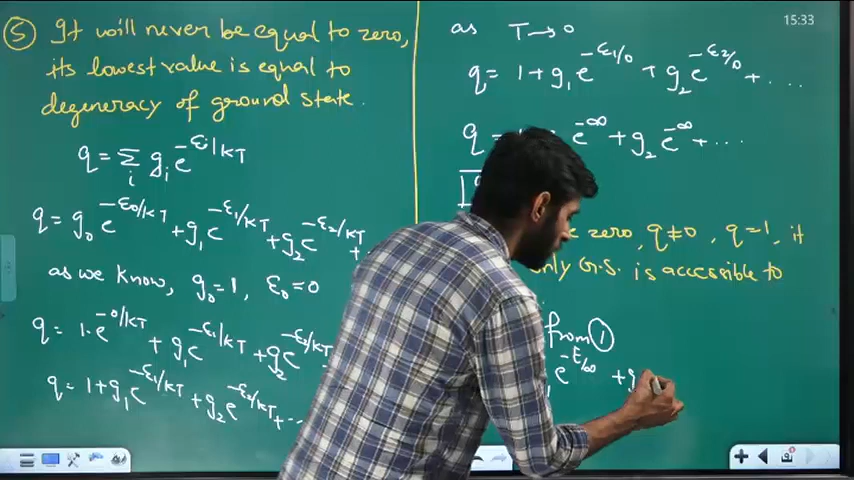 ⑤ It will never be equal to zero,
its lowest value is equal to
degeneracy of ground state.
q = Σ_i g_i e^{-ε_i/KT}
q = g_0 e^{-ε_0/KT} + g_1 e^{-ε_1/KT} + g_2 e^{-ε_2/KT} +
as we know, g_0 = 1, ε_0 = 0
q = 1·e^{-0/KT} + g_1 e^{-ε_1/KT} + g_2 e^{-ε_2/KT}
q = 1 + g_1 e^{-ε_1/KT} + g_2 e^{-ε_2/KT} + ...
15:33
as T → 0
q = 1 + g_1 e^{-ε_1/0} + g_2 e^{-ε_2/0} + ....
q = e^{-∞} + g_2 e^{-∞} + ...
zero, q ≠ 0, q = 1, it
only G.S. is accessible to
from ①
e^{-E/∞} + g